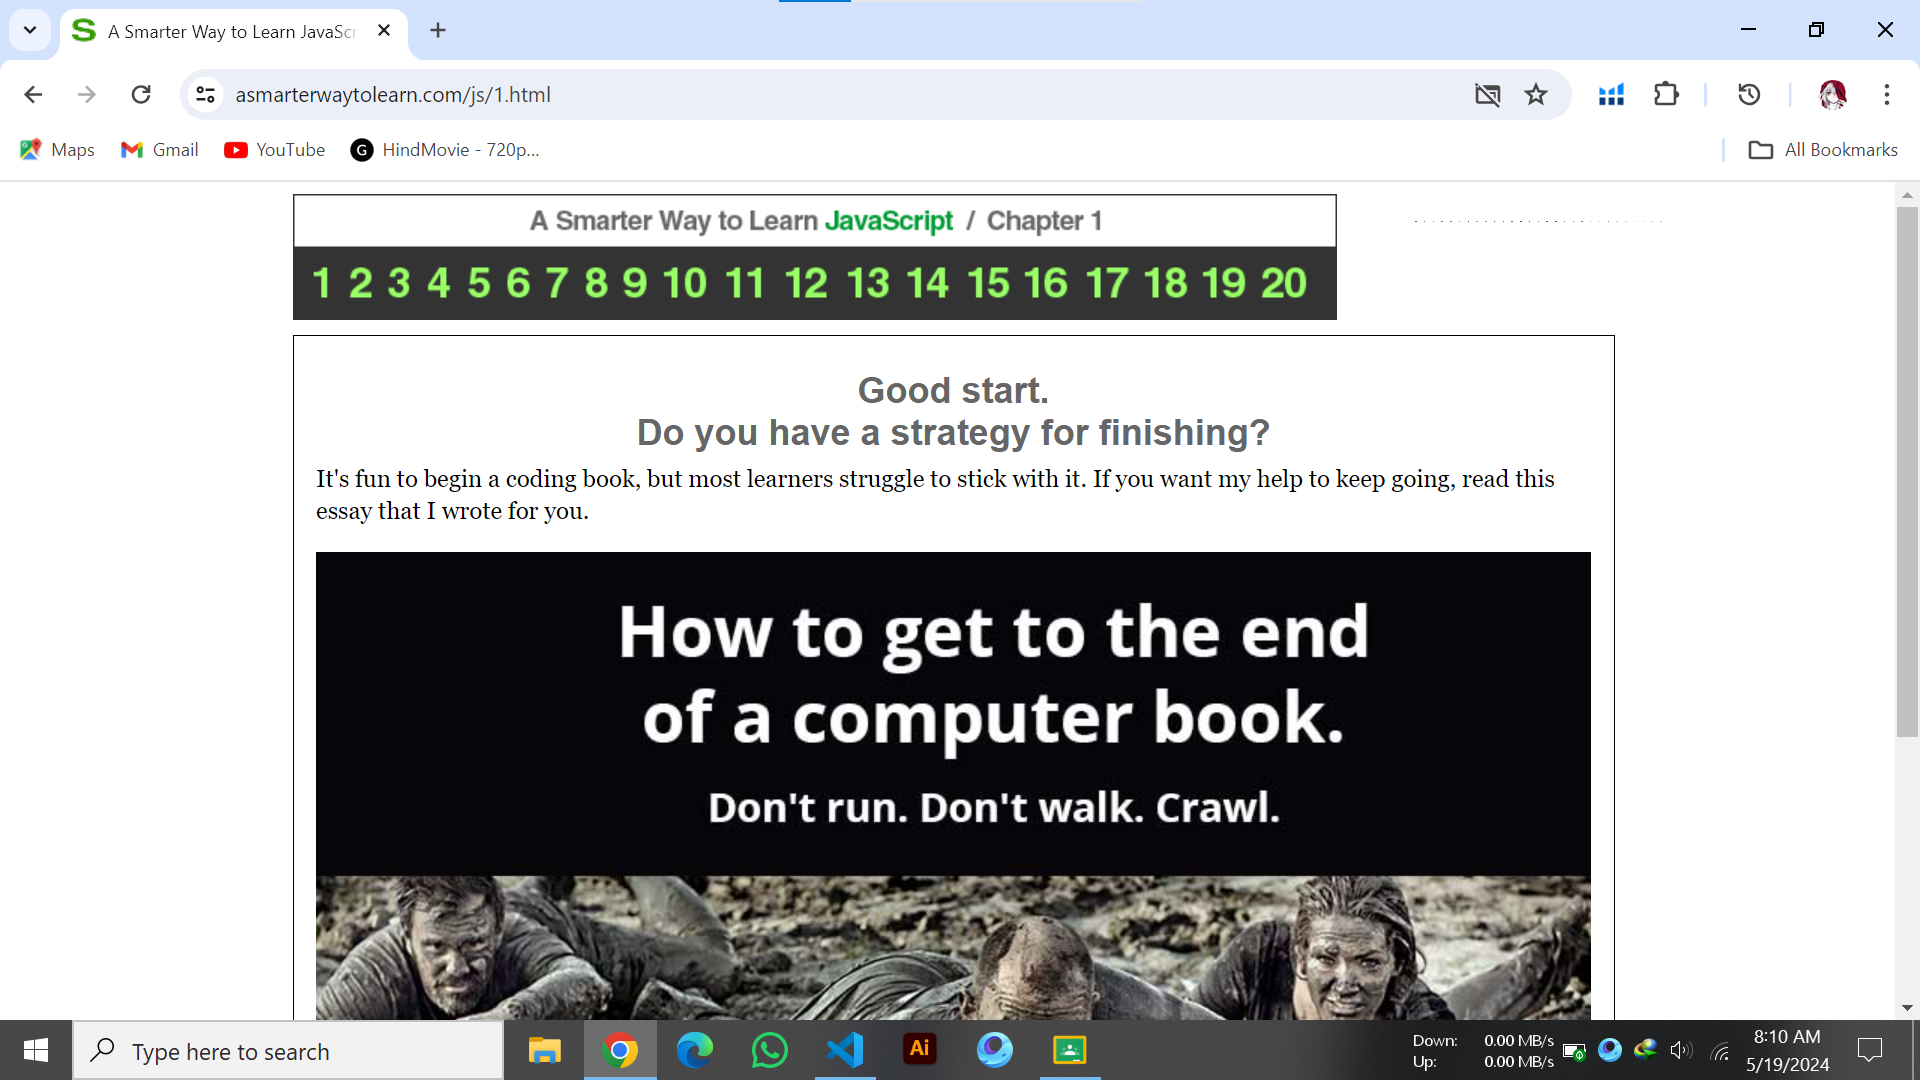 A Smarter Way to Learn JavaScr
asmarterwaytolearn.com/js/1.html
Maps
Gmail
YouTube
G
HindMovie - 720p...
All Bookmarks
A Smarter Way to Learn JavaScript / Chapter 1
1 2 3 4 5 6 7 8 9 10 11 12 13 14 15 16 17 18 19 20
Good start.
Do you have a strategy for finishing?
It's fun to begin a coding book, but most learners struggle to stick with it. If you want my help to keep going, read this
essay that I wrote for you.
How to get to the end
of a computer book.
Don't run. Don't walk. Crawl.
Type here to search
Ai
Down: 0.00 MB/s
Up: 0.00 MB/s
8:10 AM
5/19/2024